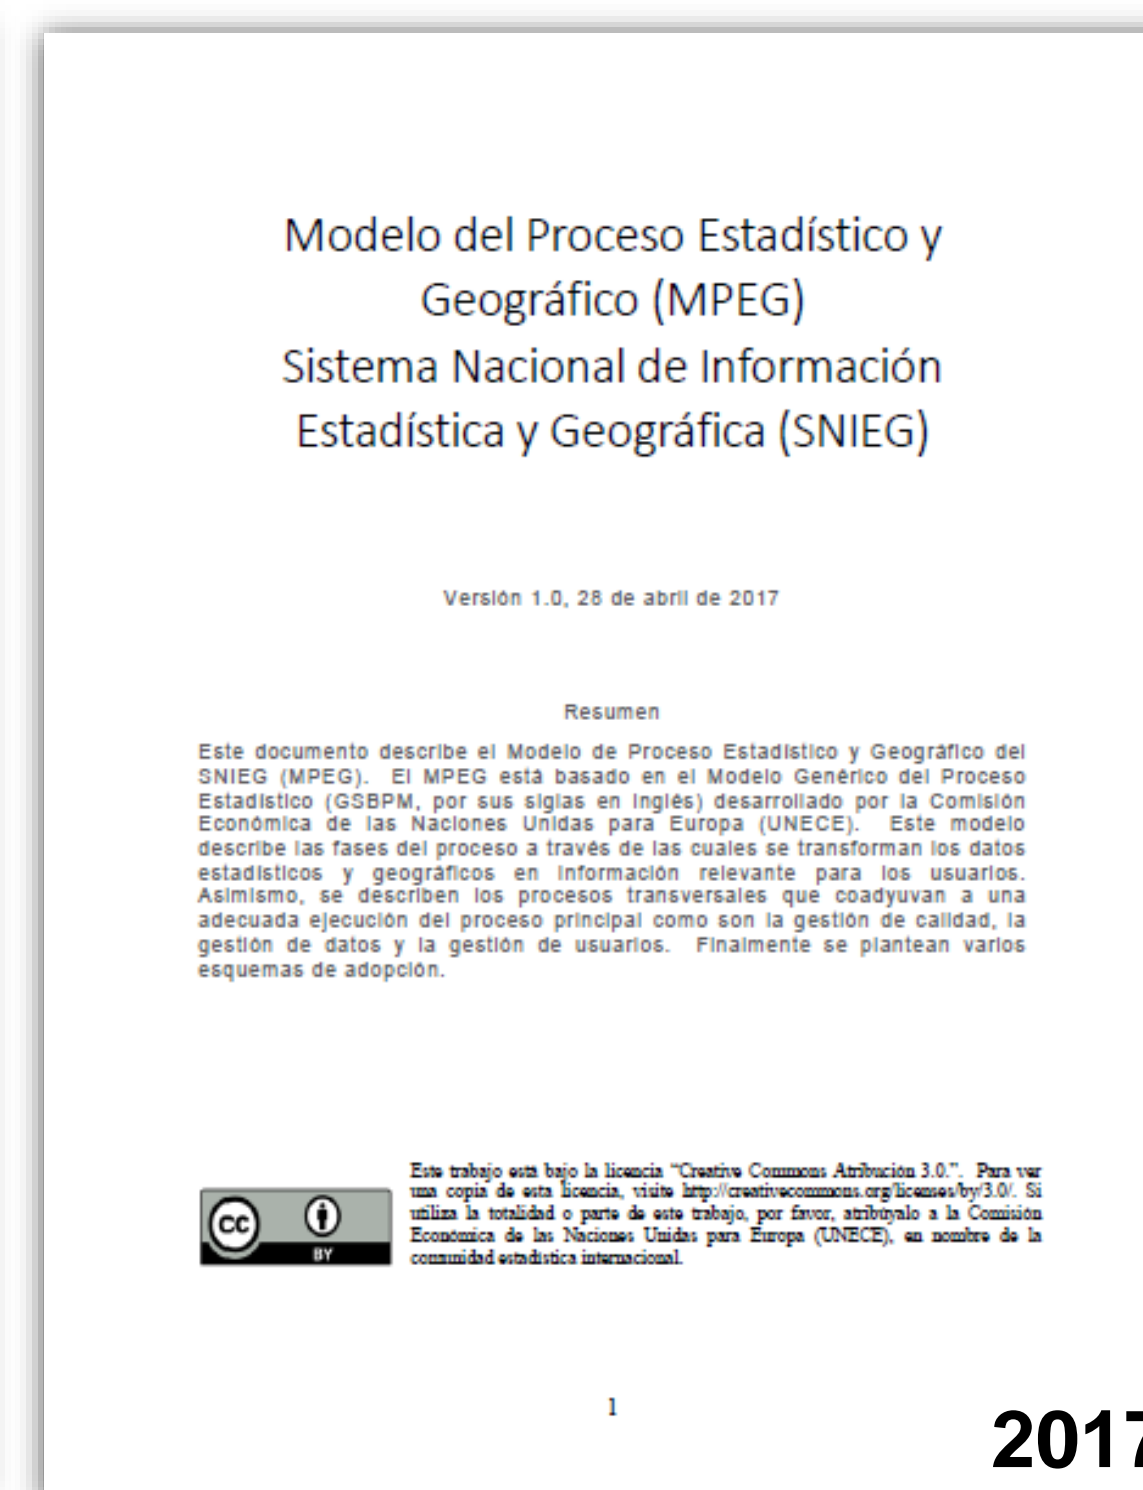 Modelo del Proceso Estadístico y
Geográfico (MPEG)
Sistema Nacional de Información
Estadística y Geográfica (SNIEG)
Versión 1.0, 28 de abril de 2017
Resumen
Este documento describe el Modelo de Proceso Estadístico y Geográfico del
SNIEG (MPEG). El MPEG está basado en el Modelo Genérico del Proceso
Estadístico (GSBPM, por sus siglas en inglés) desarrollado por la Comisión
Económica de las Naciones Unidas para Europa (UNECE). Este modelo
describe las fases del proceso a través de las cuales se transforman los datos
estadísticos y geográficos en información relevante para los usuarios.
Asimismo, se describen los procesos transversales que coadyuvan a una
adecuada ejecución del proceso principal como son la gestión de calidad, la
gestión de datos y la gestión de usuarios. Finalmente se plantean varios
esquemas de adopción.
Este trabajo está bajo la licencia “Creative Commons Atribución 3.0.”. Para ver
una copia de esta licencia, visite http://creativecommons.org/licenses/by/3.0/. Si
utiliza la totalidad o parte de este trabajo, por favor, atribúyalo a la Comisión
Económica de las Naciones Unidas para Europa (UNECE), en nombre de la
comunidad estadística internacional.
cc
BY
1
2017